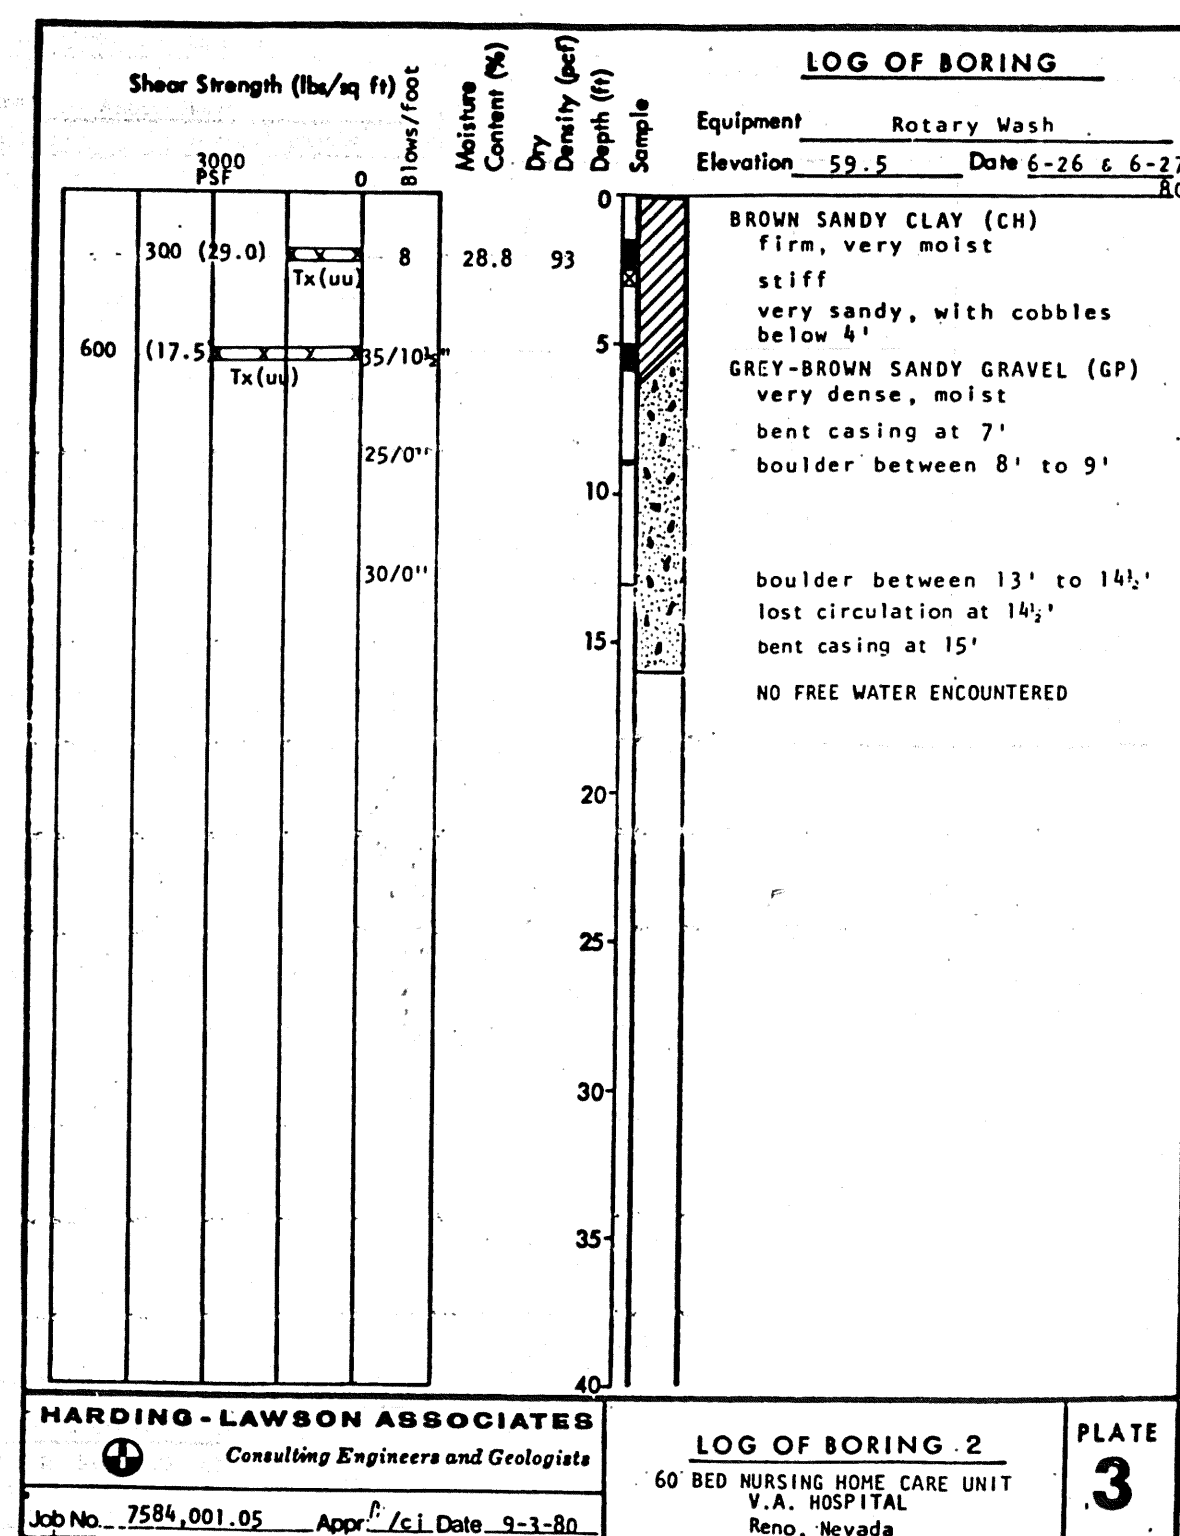 LOG OF BORING
Shear Strength (lbs/sq ft)
Blows/foot
Moisture Content (%)
Dry Density (pcf)
Depth (ft)
Sample
Equipment Rotary Wash
Elevation 59.5 Date 6-26 & 6-27
80
3000
PSF
0
0
BROWN SANDY CLAY (CH)
firm, very moist
300 (29.0) 8 28.8 93
Tx(uu)
stiff
very sandy, with cobbles
below 4'
600 (17.5) 35/10½"
Tx(uu)
5
GREY-BROWN SANDY GRAVEL (GP)
very dense, moist
bent casing at 7'
25/0"
boulder between 8' to 9'
10
30/0"
boulder between 13' to 14½'
lost circulation at 14½'
15
bent casing at 15'
NO FREE WATER ENCOUNTERED
20
25
30
35
40
HARDING-LAWSON ASSOCIATES
Consulting Engineers and Geologists
Job No. 7584,001.05 Appr: /ci Date 9-3-80
LOG OF BORING 2
60 BED NURSING HOME CARE UNIT
V.A. HOSPITAL
Reno, Nevada
PLATE
3